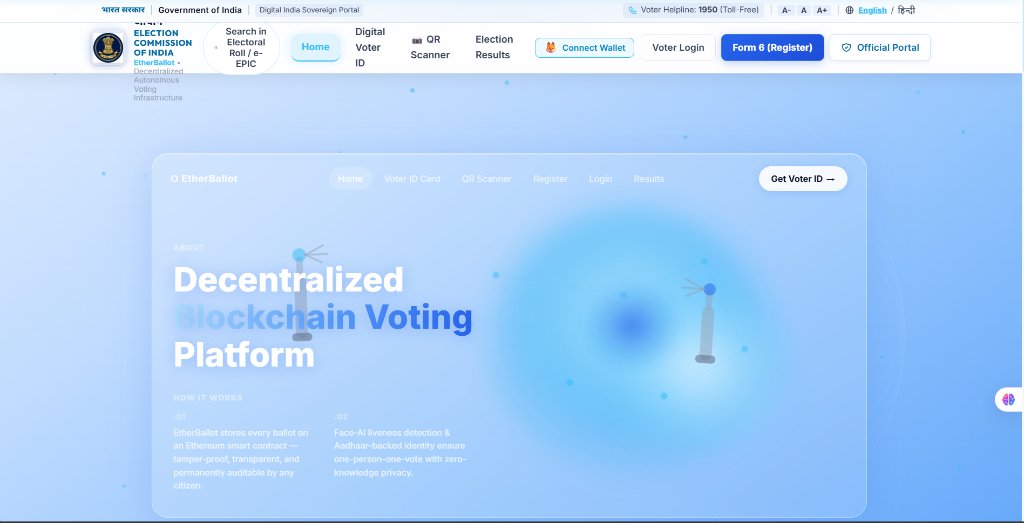 भारत सरकार
Government of India
Digital India Sovereign Portal
Voter Helpline: 1950 (Toll-Free)
A-
A
A+
English / हिन्दी
ELECTION
COMMISSION
OF INDIA
EtherBallot •
Decentralized
Autonomous
Voting
Infrastructure
Search in
Electoral
Roll / e-
EPIC
Home
Digital
Voter
ID
QR
Scanner
Election
Results
Connect Wallet
Voter Login
Form 6 (Register)
Official Portal
EtherBallot
Home
Voter ID Card
QR Scanner
Register
Login
Results
Get Voter ID →
ABOUT
Decentralized
Blockchain Voting
Platform
HOW IT WORKS
.01
EtherBallot stores every ballot on
an Ethereum smart contract —
tamper-proof, transparent, and
permanently auditable by any
citizen.
.02
Face-AI liveness detection &
Aadhaar-backed identity ensure
one-person-one-vote with zero-
knowledge privacy.